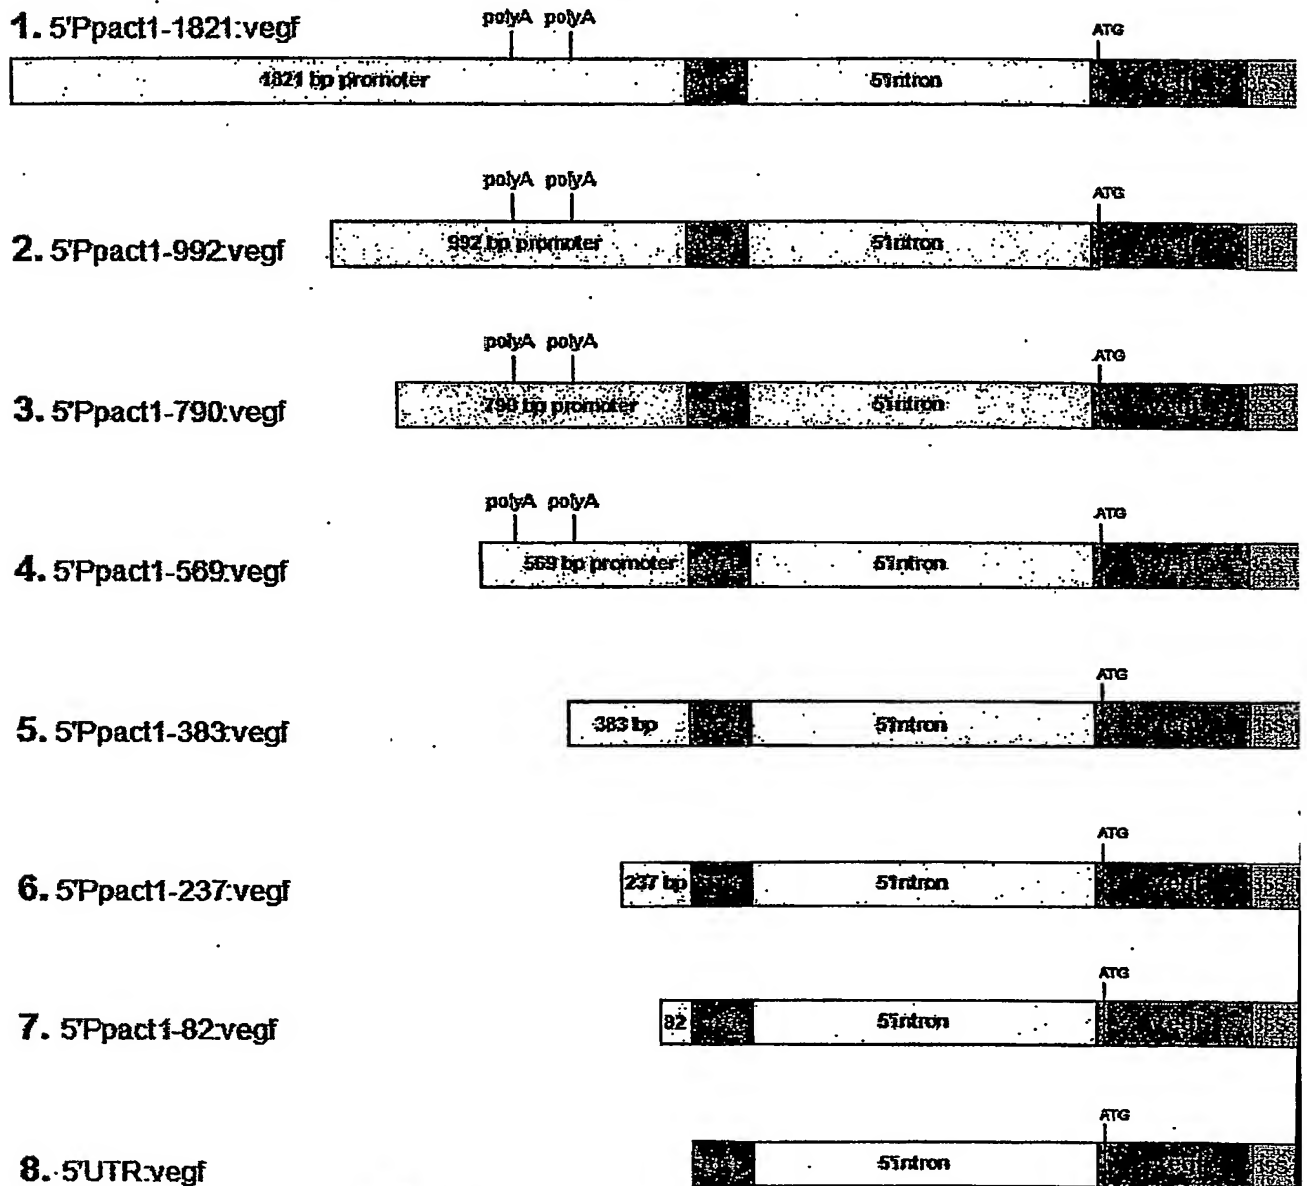 1. 5'Ppact1-1821:vegf
polyA polyA
ATG
1821 bp promoter
5'intron
polyA polyA
ATG
2. 5'Ppact1-992:vegf
992 bp promoter
5'intron
polyA polyA
ATG
3. 5'Ppact1-790:vegf
790 bp promoter
5'intron
polyA polyA
ATG
4. 5'Ppact1-569:vegf
569 bp promoter
5'intron
ATG
5. 5'Ppact1-383:vegf
383 bp
5'intron
ATG
6. 5'Ppact1-237:vegf
237 bp
5'intron
ATG
7. 5'Ppact1-82:vegf
82
5'intron
ATG
8. 5'UTR:vegf
5'intron